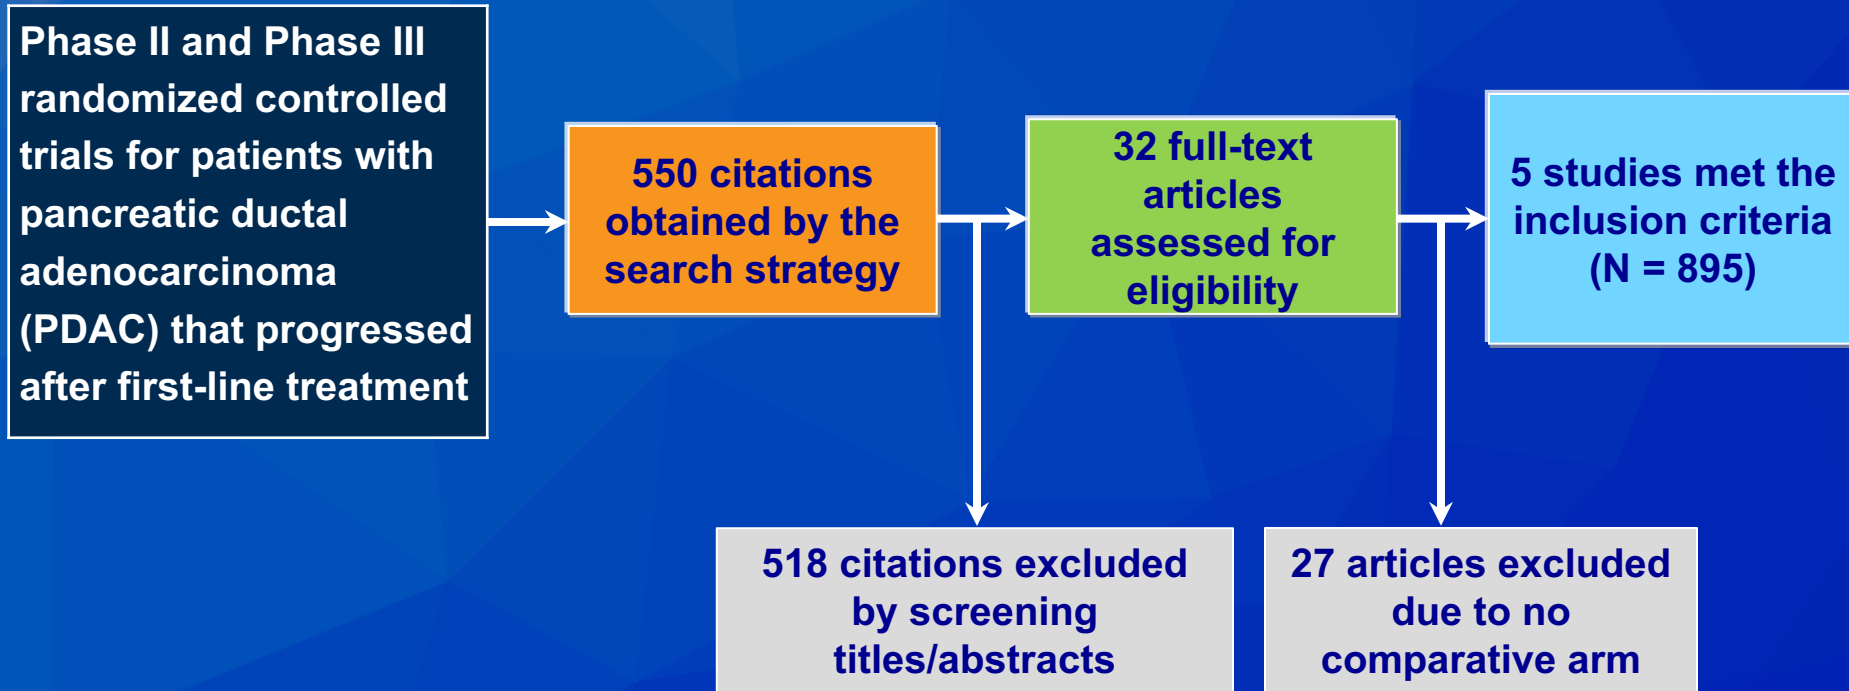 Phase II and Phase III
randomized controlled
trials for patients with
pancreatic ductal
adenocarcinoma
(PDAC) that progressed
after first-line treatment
550 citations
obtained by the
search strategy
32 full-text
articles
assessed for
eligibility
5 studies met the
inclusion criteria
(N = 895)
518 citations excluded
by screening
titles/abstracts
27 articles excluded
due to no
comparative arm